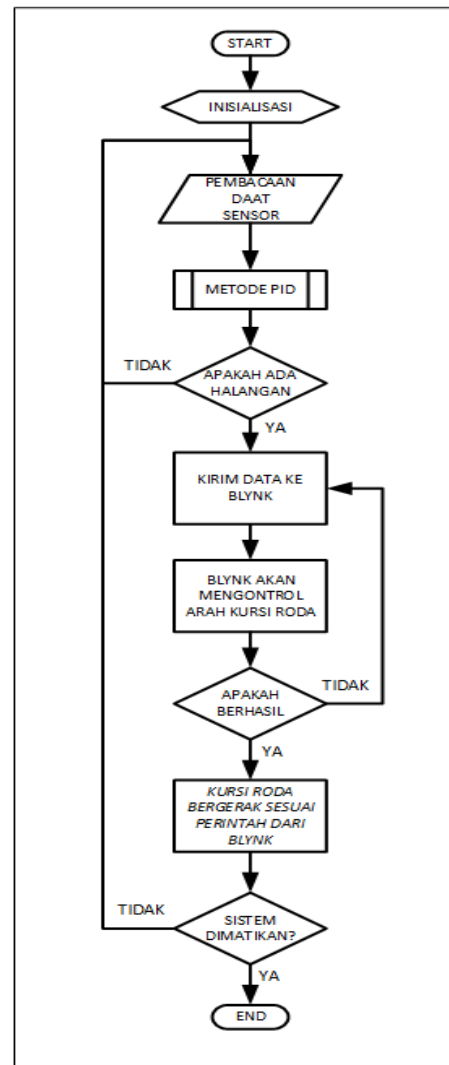 START
INISIALISASI
PEMBACAAN
DAAT
SENSOR
METODE PID
TIDAK
APAKAH ADA
HALANGAN
YA
KIRIM DATA KE
BLYNK
BLYNK AKAN
MENGONTROL
ARAH KURSI RODA
TIDAK
APAKAH
BERHASIL
YA
KURSI RODA
BERGERAK SESUAI
PERINTAH DARI
BLYNK
TIDAK
SISTEM
DIMATIKAN?
YA
END